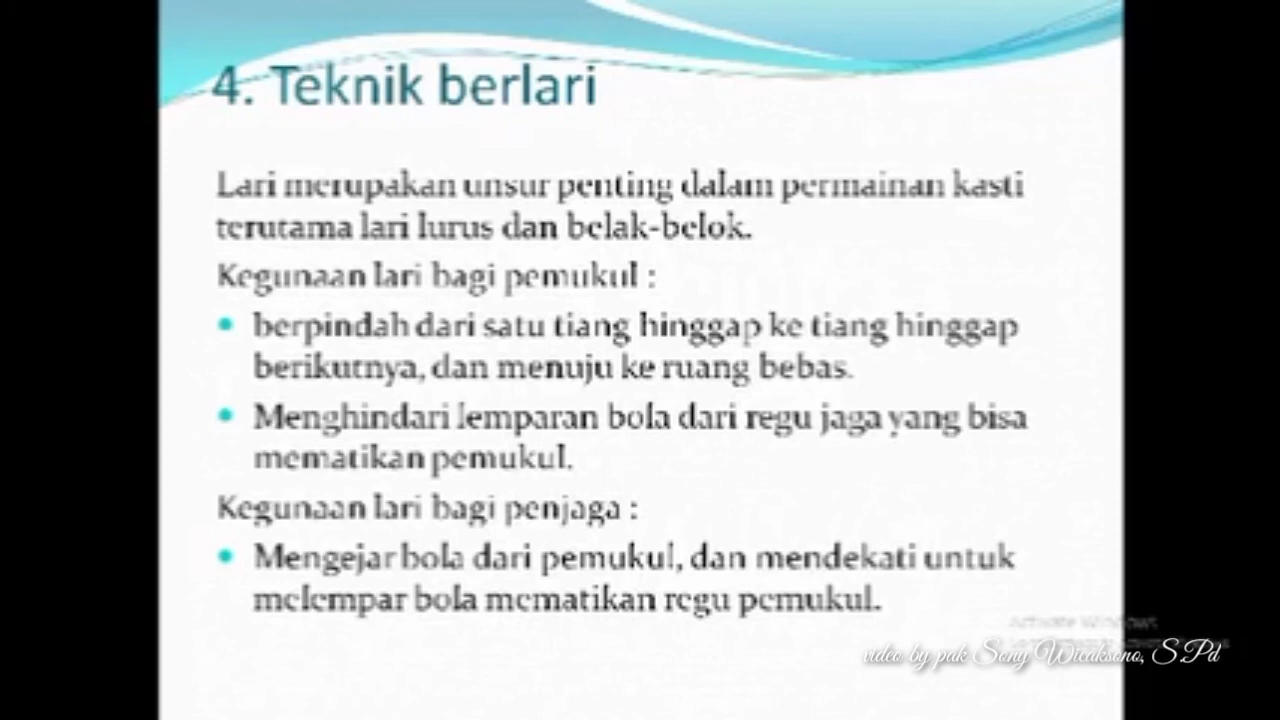 4. Teknik berlari
Lari merupakan unsur penting dalam permainan kasti
terutama lari lurus dan belak-belok.
Kegunaan lari bagi pemukul :
• berpindah dari satu tiang hinggap ke tiang hinggap
berikutnya, dan menuju ke ruang bebas.
• Menghindari lemparan bola dari regu jaga yang bisa
mematikan pemukul.
Kegunaan lari bagi penjaga :
• Mengejar bola dari pemukul, dan mendekati untuk
melempar bola mematikan regu pemukul.
Activate Windows
video by pak Sony Wicaksono, S.Pd